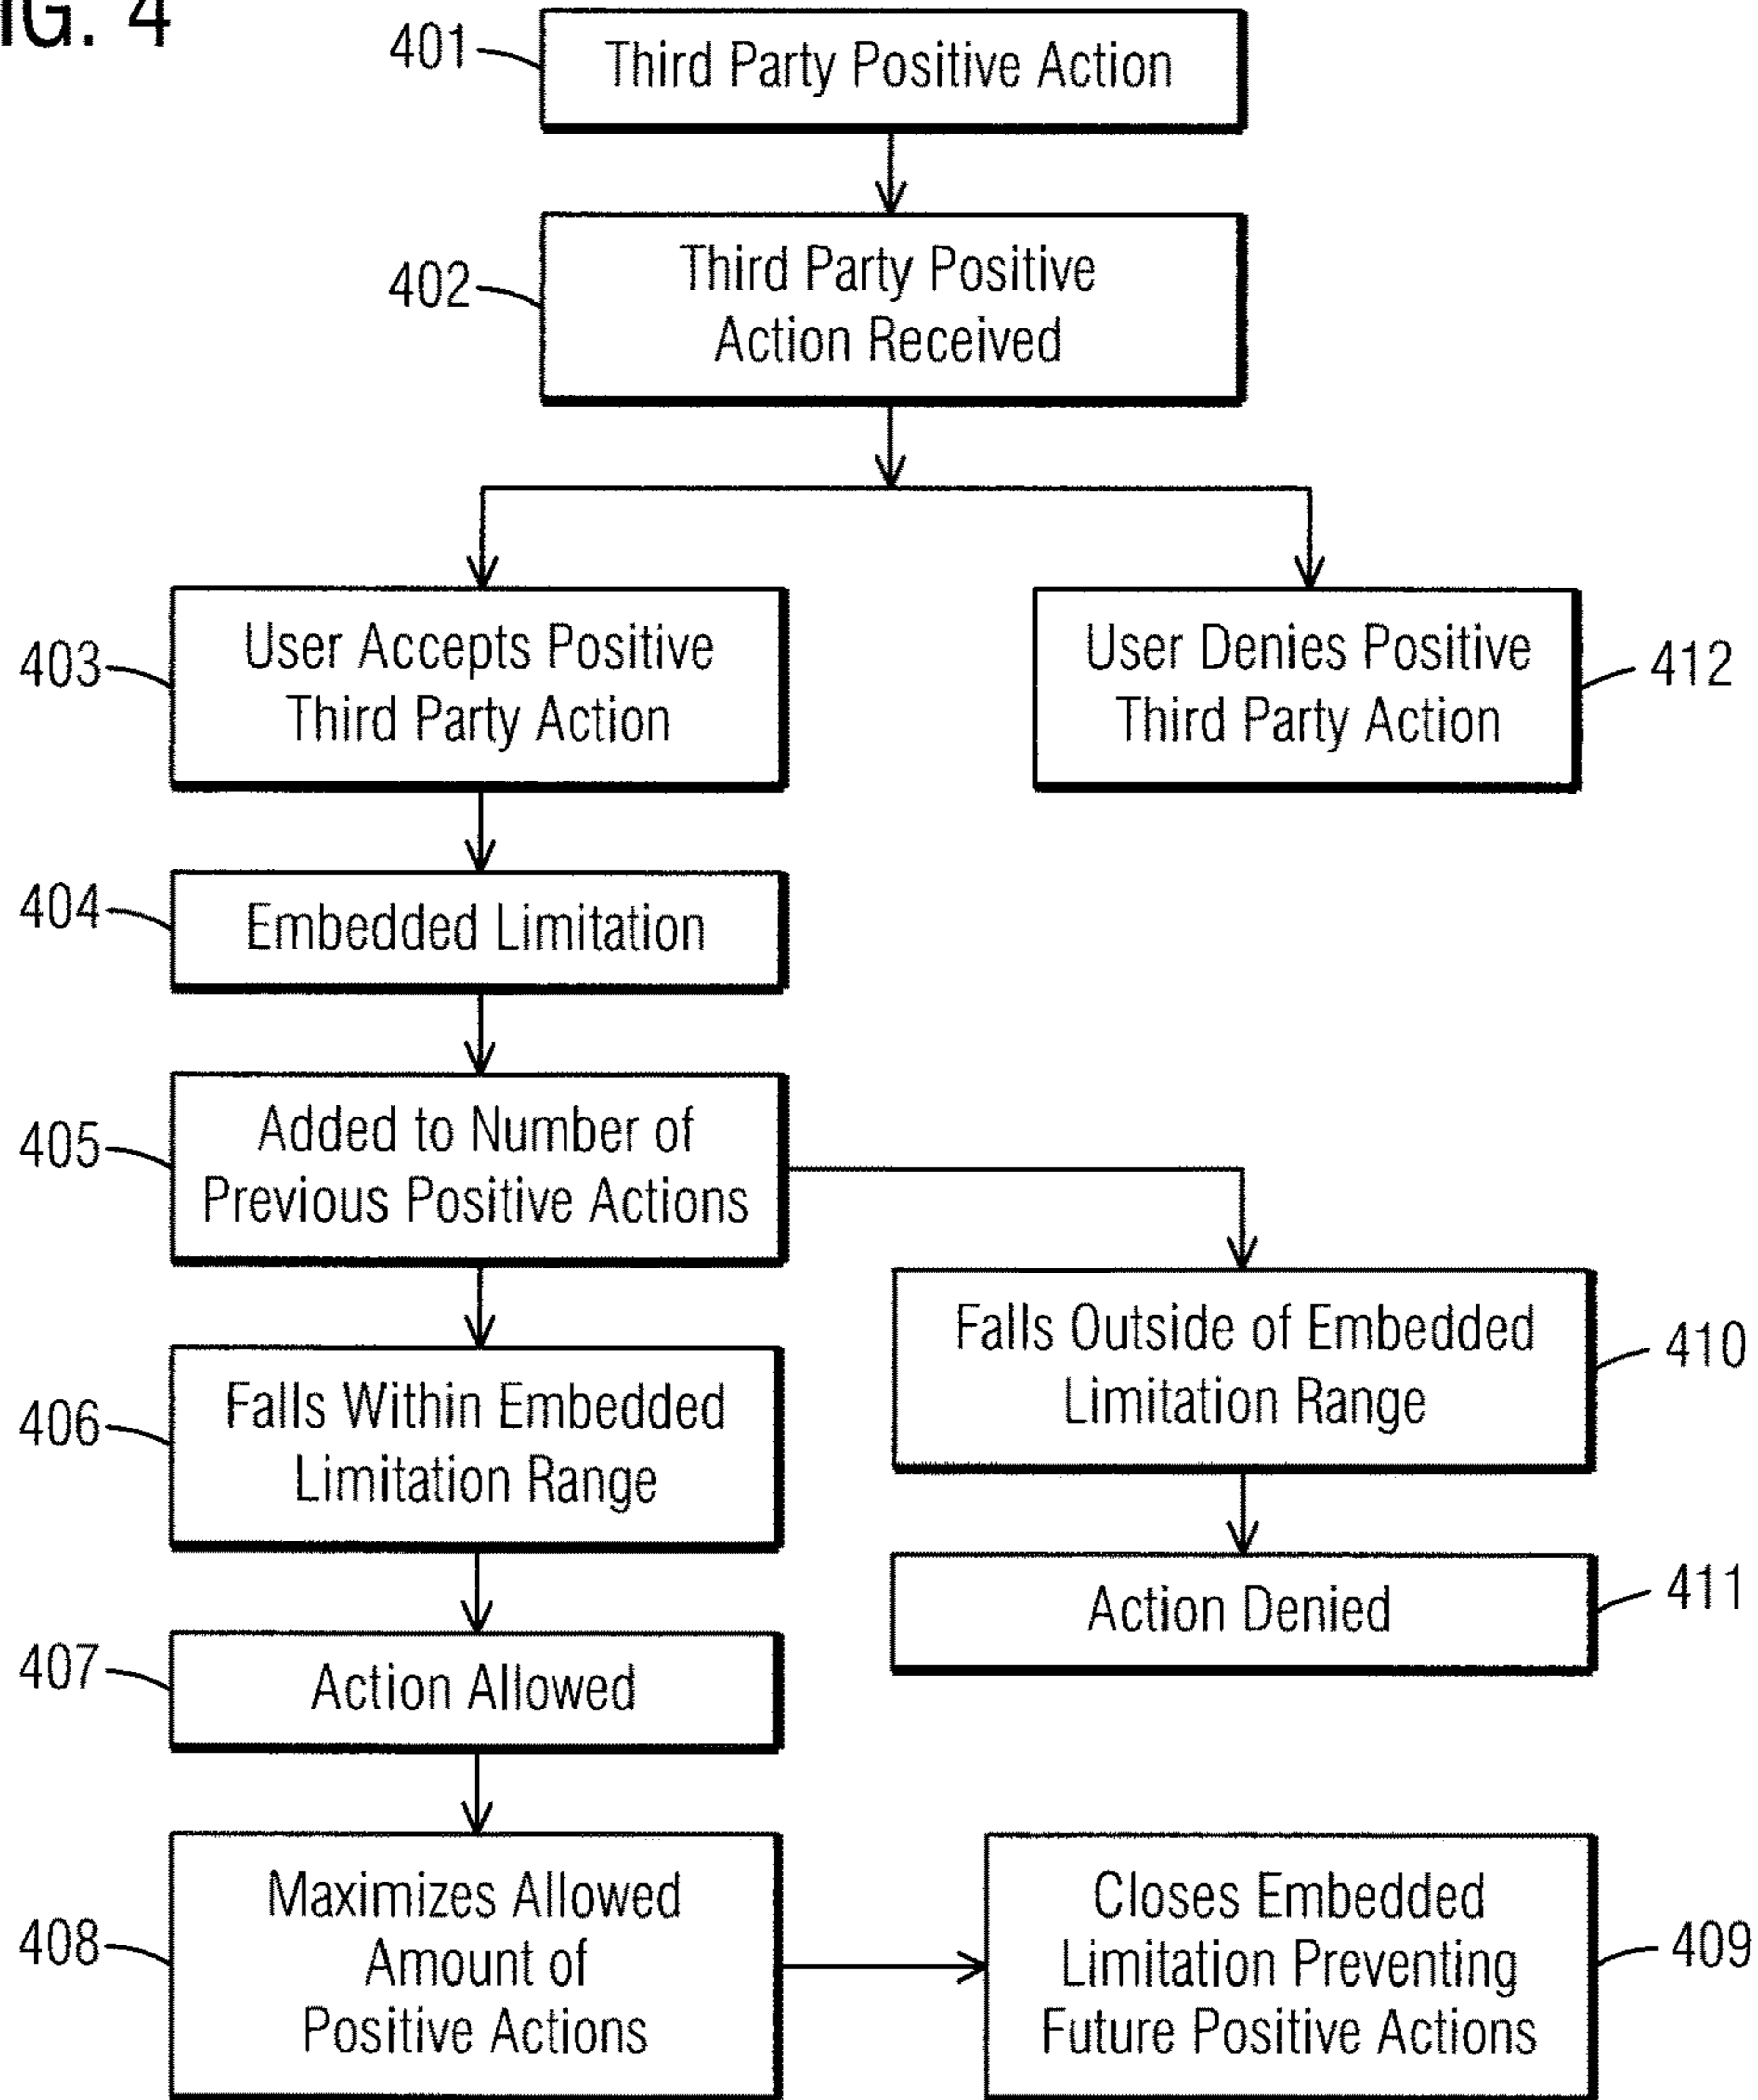 FIG. 4
401
Third Party Positive Action
402
Third Party Positive
Action Received
403
User Accepts Positive
Third Party Action
User Denies Positive
Third Party Action
412
404
Embedded Limitation
405
Added to Number of
Previous Positive Actions
406
Falls Within Embedded
Limitation Range
Falls Outside of Embedded
Limitation Range
410
407
Action Allowed
Action Denied
411
408
Maximizes Allowed
Amount of
Positive Actions
Closes Embedded
Limitation Preventing
Future Positive Actions
409